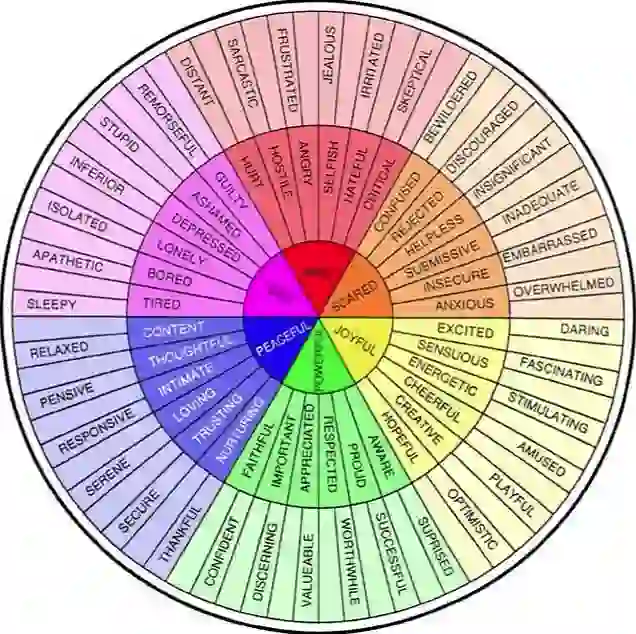 DISTANT
SARCASTIC
FRUSTRATED
JEALOUS
IRRITATED
SKEPTICAL
BEWILDERED
DISCOURAGED
INSIGNIFICANT
INADEQUATE
EMBARRASSED
OVERWHELMED
DARING
FASCINATING
STIMULATING
AMUSED
PLAYFUL
OPTIMISTIC
SUPRISED
SUCCESSFUL
WORTHWHILE
VALUEABLE
DISCERNING
CONFIDENT
THANKFUL
SECURE
SERENE
RESPONSIVE
PENSIVE
RELAXED
SLEEPY
APATHETIC
ISOLATED
INFERIOR
STUPID
REMORSEFUL
HURT
HOSTILE
ANGRY
SELFISH
HATEFUL
CRITICAL
CONFUSED
REJECTED
HELPLESS
SUBMISSIVE
INSECURE
ANXIOUS
EXCITED
SENSUOUS
ENERGETIC
CHEERFUL
CREATIVE
HOPEFUL
AWARE
PROUD
RESPECTED
APPRECIATED
IMPORTANT
FAITHFUL
NURTURING
TRUSTING
LOVING
INTIMATE
THOUGHTFUL
CONTENT
TIRED
BORED
LONELY
DEPRESSED
ASHAMED
GUILTY
SCARED
JOYFUL
POWERFUL
PEACEFUL